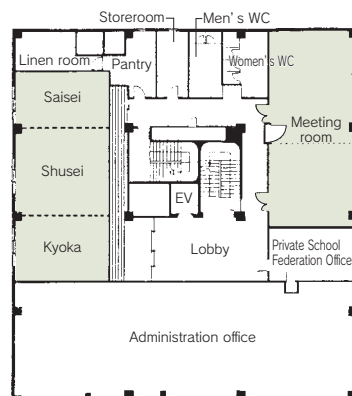 Storeroom
Men's WC
Linen room
Pantry
Women's WC
Saisei
Meeting
room
Shusei
EV
Kyoka
Lobby
Private School
Federation Office
Administration office